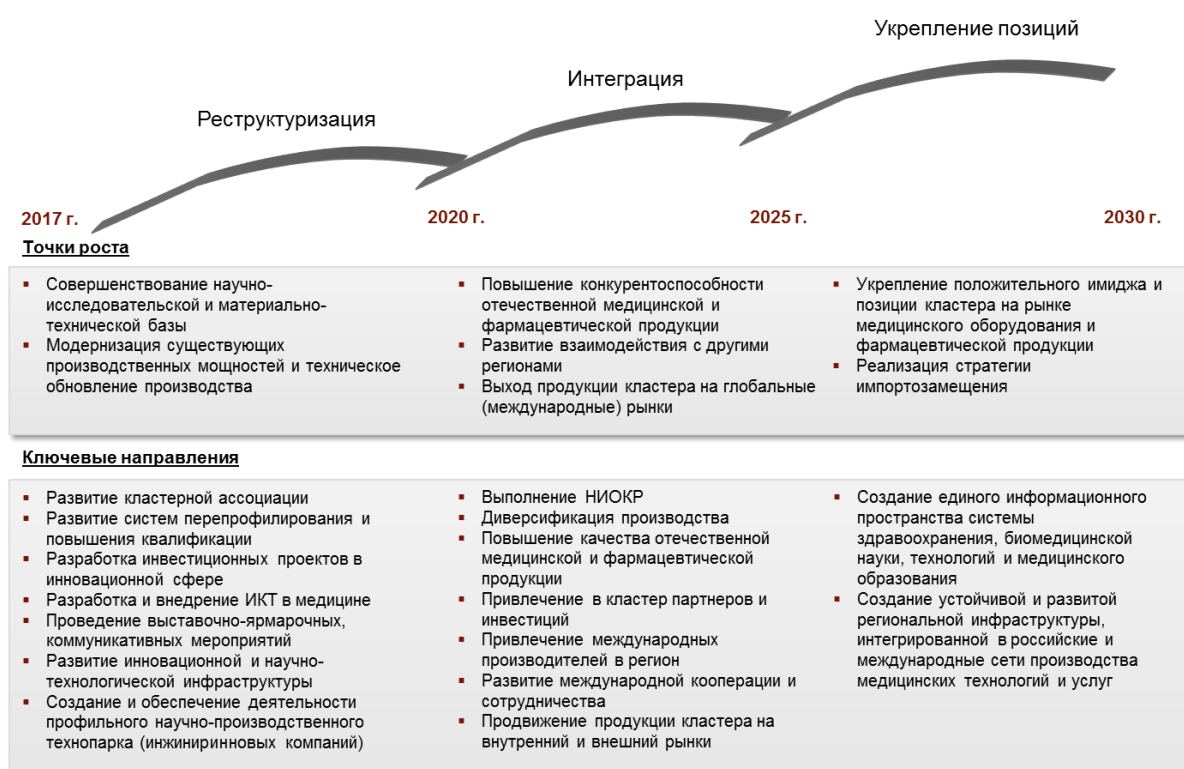 Укрепление позиций
Интеграция
Реструктуризация
2017 г.
2020 г.
2025 г.
2030 г.
Точки роста
▪ Совершенствование научно-
исследовательской и материально-
технической базы
▪ Модернизация существующих
производственных мощностей и техническое
обновление производства
▪ Повышение конкурентоспособности
отечественной медицинской и
фармацевтической продукции
▪ Развитие взаимодействия с другими
регионами
▪ Выход продукции кластера на глобальные
(международные) рынки
▪ Укрепление положительного имиджа и
позиции кластера на рынке
медицинского оборудования и
фармацевтической продукции
▪ Реализация стратегии
импортозамещения
Ключевые направления
▪ Развитие кластерной ассоциации
▪ Развитие систем перепрофилирования и
повышения квалификации
▪ Разработка инвестиционных проектов в
инновационной сфере
▪ Разработка и внедрение ИКТ в медицине
▪ Проведение выставочно-ярмарочных,
коммуникативных мероприятий
▪ Развитие инновационной и научно-
технологической инфраструктуры
▪ Создание и обеспечение деятельности
профильного научно-производственного
технопарка (инжиниринновых компаний)
▪ Выполнение НИОКР
▪ Диверсификация производства
▪ Повышение качества отечественной
медицинской и фармацевтической
продукции
▪ Привлечение в кластер партнеров и
инвестиций
▪ Привлечение международных
производителей в регион
▪ Развитие международной кооперации и
сотрудничества
▪ Продвижение продукции кластера на
внутренний и внешний рынки
▪ Создание единого информационного
пространства системы
здравоохранения, биомедицинской
науки, технологий и медицинского
образования
▪ Создание устойчивой и развитой
региональной инфраструктуры,
интегрированной в российские и
международные сети производства
медицинских технологий и услуг